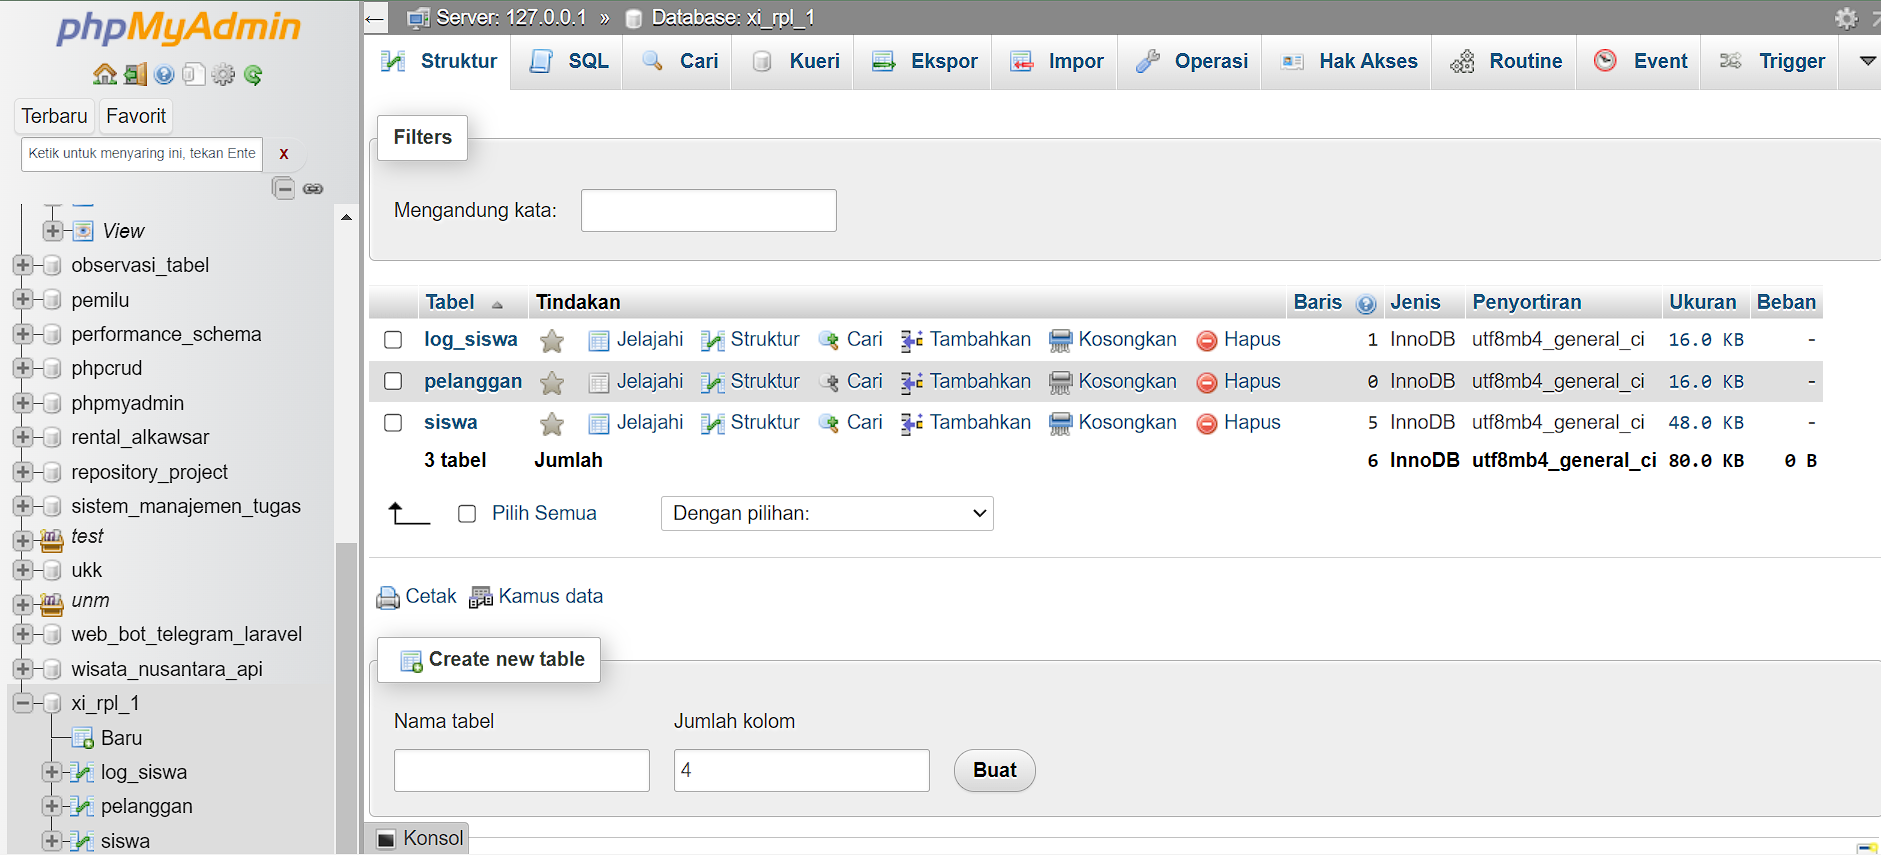 phpMyAdmin
Terbaru
Favorit
Ketik untuk menyaring ini, tekan Ente
X
View
observasi_tabel
pemilu
performance_schema
phpcrud
phpmyadmin
rental_alkawsar
repository_project
sistem_manajemen_tugas
test
ukk
unm
web_bot_telegram_laravel
wisata_nusantara_api
xi_rpl_1
Baru
log_siswa
pelanggan
siswa
Server: 127.0.0.1 » Database: xi_rpl_1
Struktur SQL Cari Kueri Ekspor Impor Operasi Hak Akses Routine Event Trigger
Filters
Mengandung kata:
Tabel Tindakan Baris Jenis Penyortiran Ukuran Beban
log_siswa Jelajahi Struktur Cari Tambahkan Kosongkan Hapus 1 InnoDB utf8mb4_general_ci 16.0 KB -
pelanggan Jelajahi Struktur Cari Tambahkan Kosongkan Hapus 0 InnoDB utf8mb4_general_ci 16.0 KB -
siswa Jelajahi Struktur Cari Tambahkan Kosongkan Hapus 5 InnoDB utf8mb4_general_ci 48.0 KB -
3 tabel Jumlah 6 InnoDB utf8mb4_general_ci 80.0 KB 0 B
Pilih Semua Dengan pilihan:
Cetak Kamus data
Create new table
Nama tabel Jumlah kolom
4 Buat
Konsol